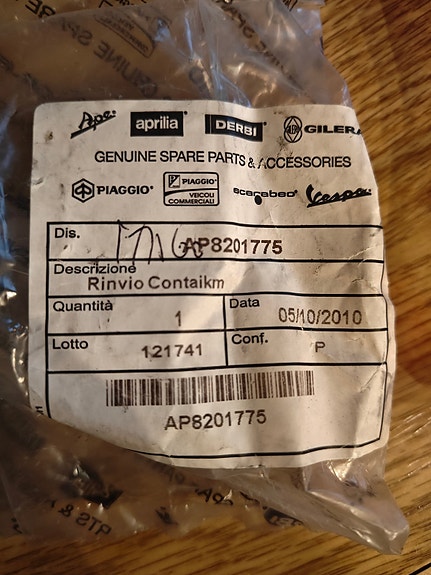 Ape
aprilia
DERBI
GILERA
GENUINE SPARE PARTS & ACCESSORIES
PIAGGIO
PIAGGIO
VEICOLI
COMMERCIALI
scarabeo
Vespa
Dis.
AP8201775
Descrizione
Rinvio Contaikm
Quantità
1
Data
05/10/2010
Lotto
121741
Conf.
P
AP8201775
& STR